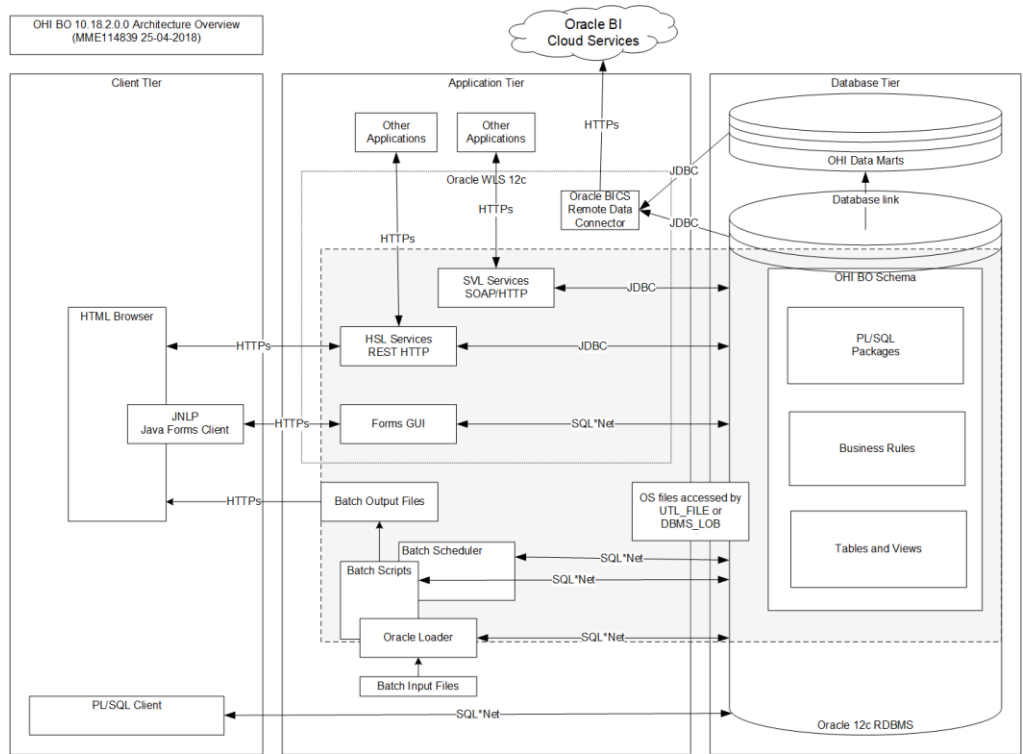 OHI BO 10.18.2.0.0 Architecture Overview
(MME114839 25-04-2018)
Oracle BI
Cloud Services
Client TIer
Application Tier
Database Tier
HTTPs
Other
Applications
Other
Applications
OHI Data Marts
JDBC
Oracle WLS 12c
Oracle BICS
Remote Data
Connector
Database link
HTTPs
JDBC
HTTPs
SVL Services
SOAP/HTTP
JDBC
OHI BO Schema
HTML Browser
HTTPs
HSL Services
REST HTTP
JDBC
PL/SQL
Packages
JNLP
Java Forms Client
HTTPs
Forms GUI
SQL*Net
Business Rules
HTTPs
Batch Output Files
OS files accessed by
UTL_FILE or
DBMS_LOB
Batch Scheduler
SQL*Net
Tables and Views
Batch Scripts
SQL*Net
Oracle Loader
SQL*Net
Batch Input Files
PL/SQL Client
SQL*Net
Oracle 12c RDBMS